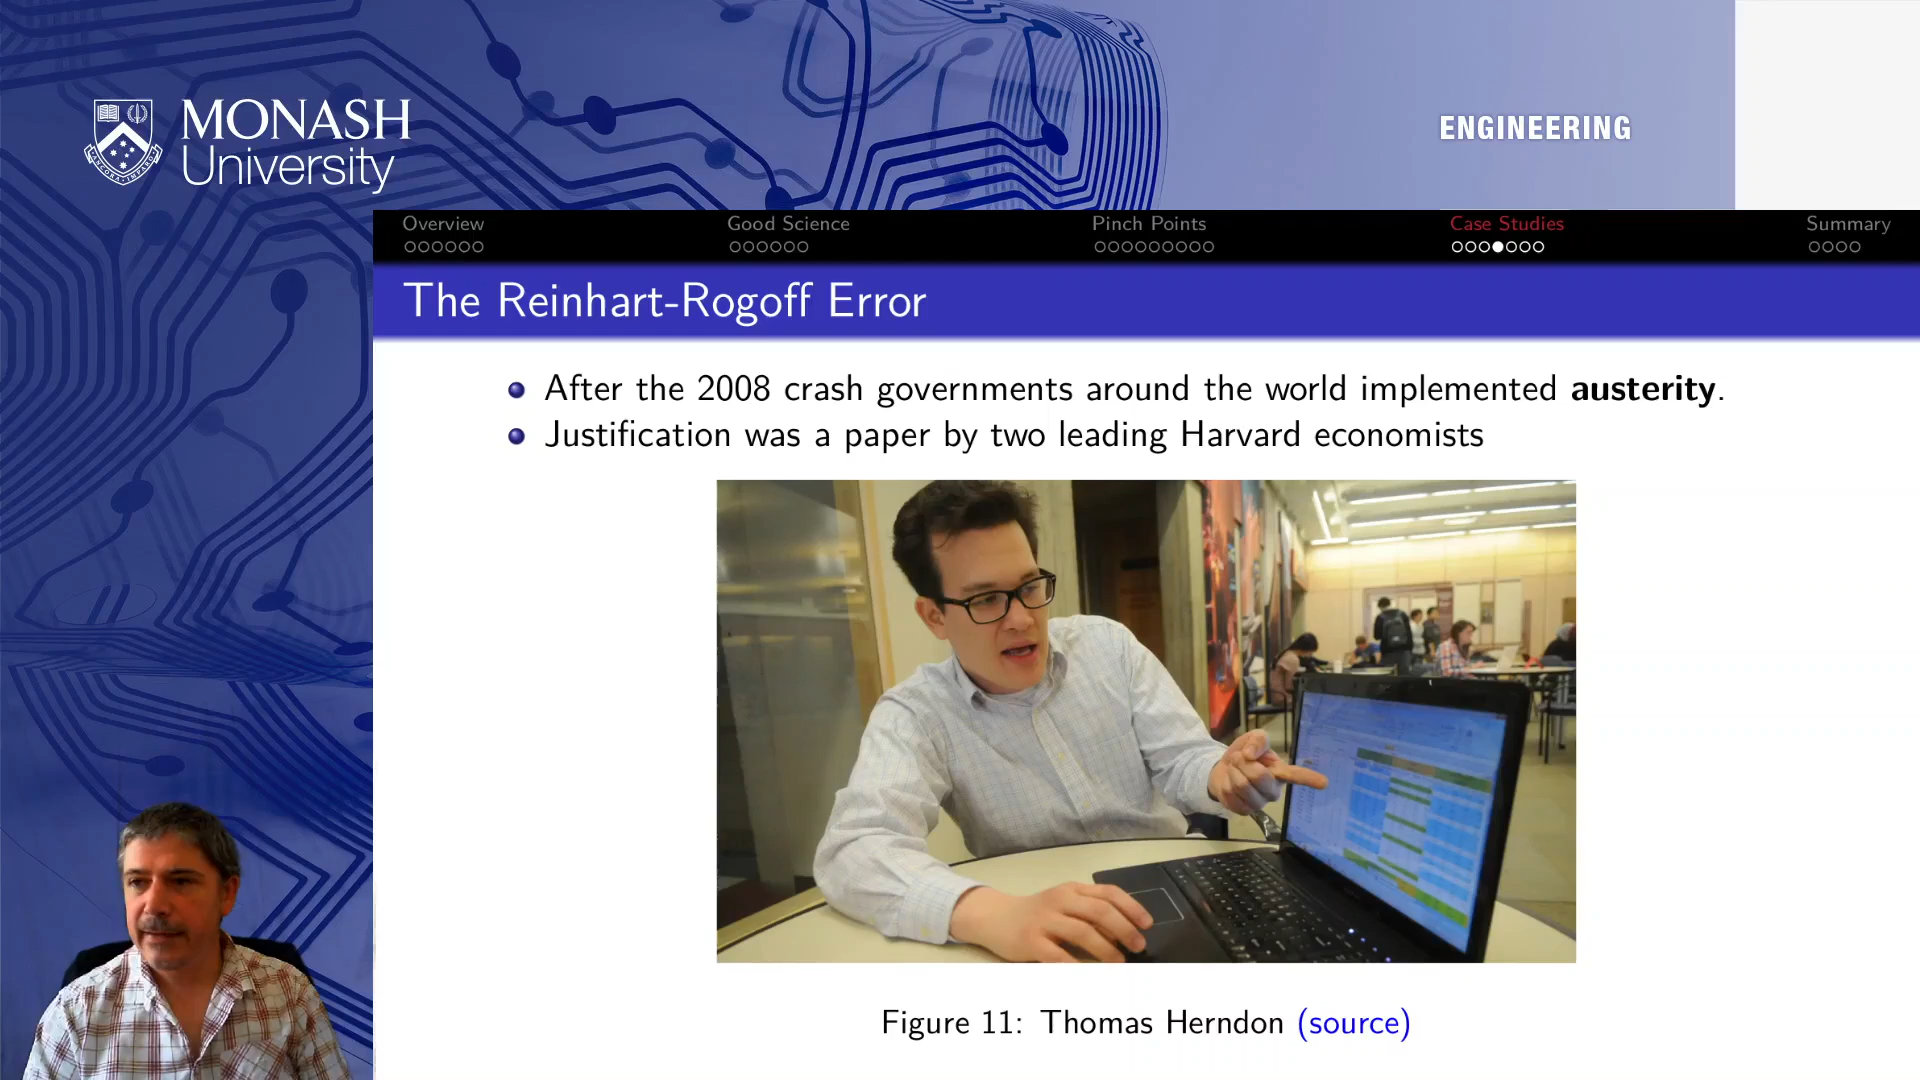 MONASH
University
ENGINEERING
Overview
Good Science
Pinch Points
Case Studies
Summary
The Reinhart-Rogoff Error
After the 2008 crash governments around the world implemented austerity.
Justification was a paper by two leading Harvard economists
Figure 11: Thomas Herndon (source)